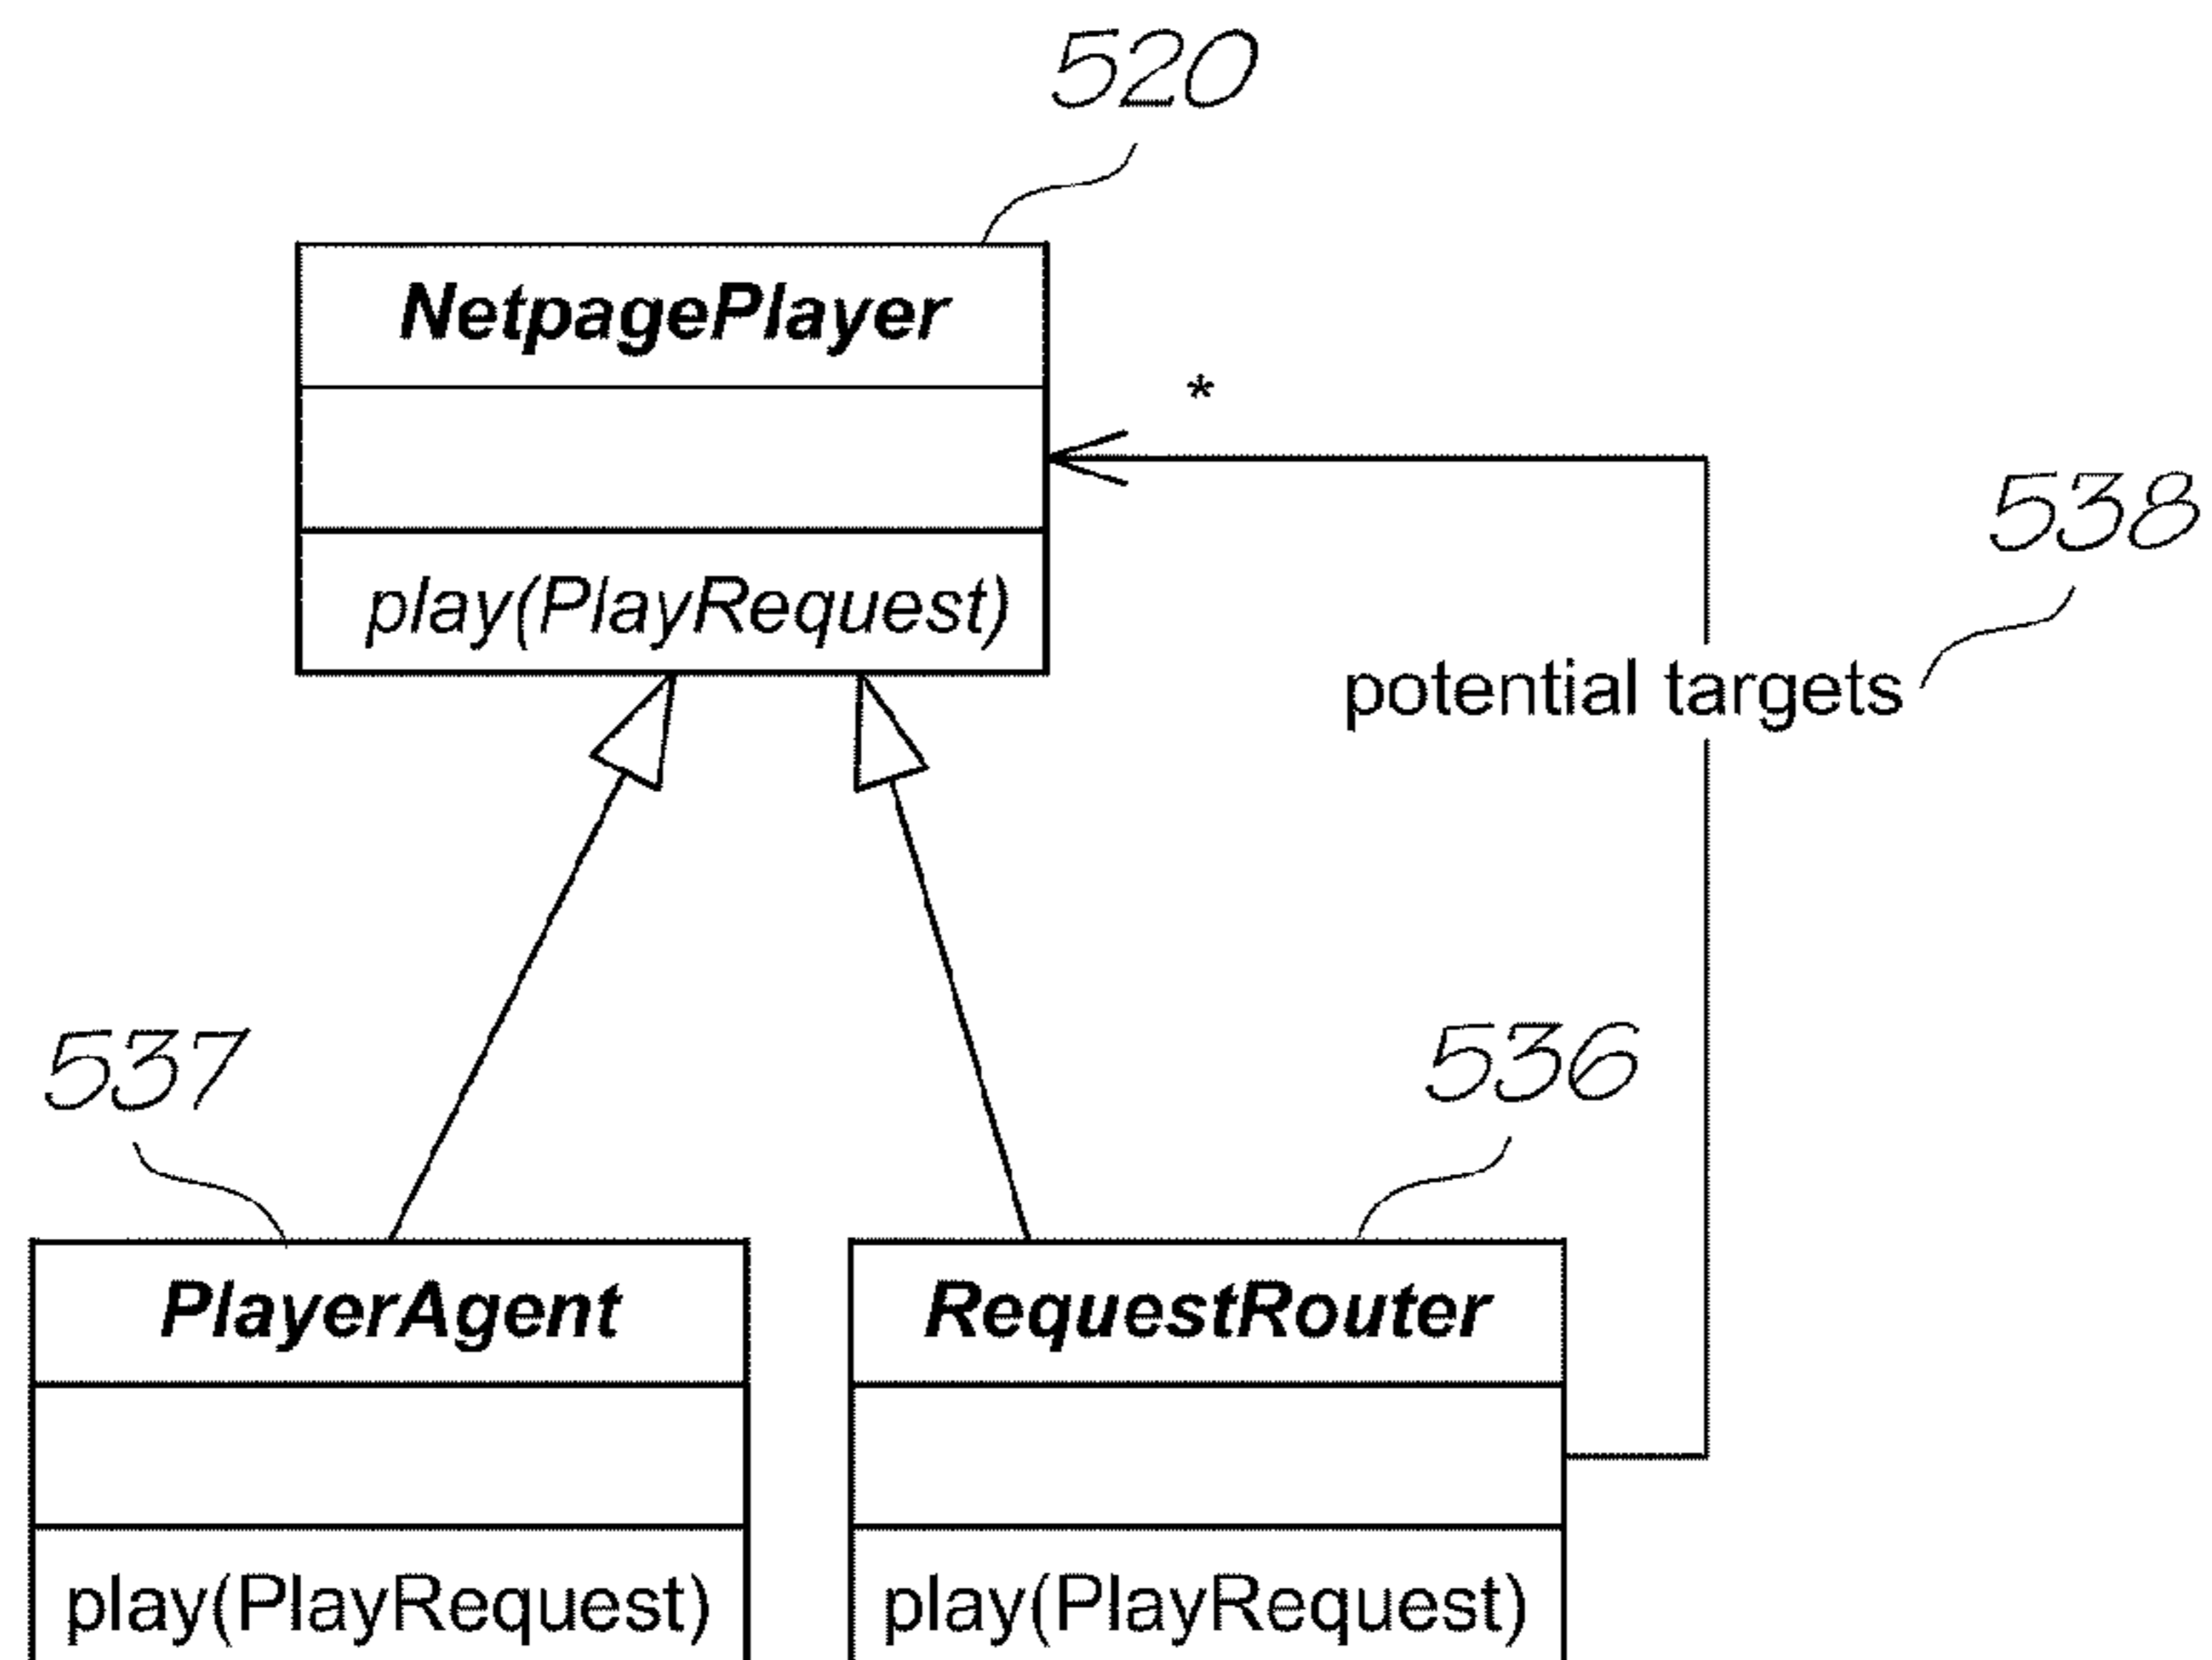 520
NetpagePlayer
*
play(PlayRequest)
538
potential targets
537
536
PlayerAgent
RequestRouter
play(PlayRequest)
play(PlayRequest)